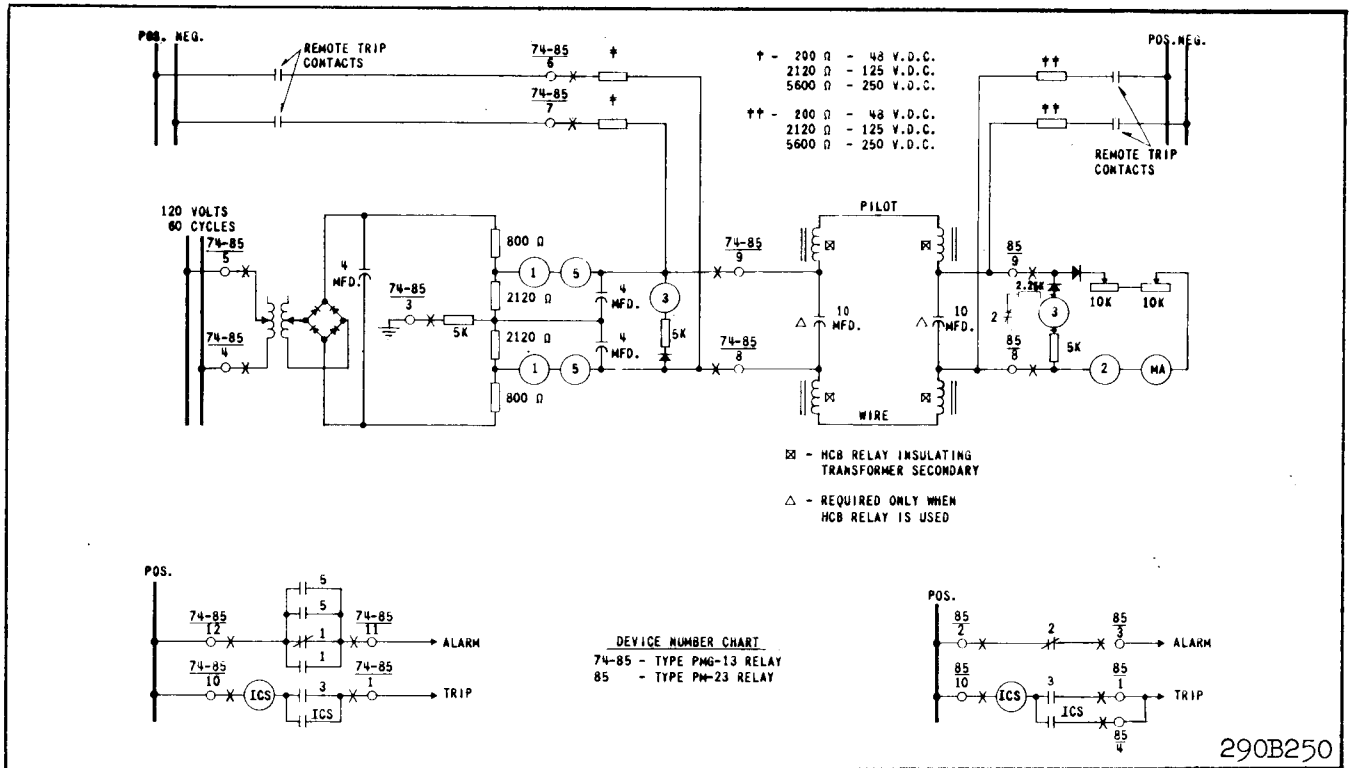 POS. NEG.
REMOTE TRIP
CONTACTS
74-85
6
*
74-85
7
*
† - 200 Ω - 48 V.D.C.
2120 Ω - 125 V.D.C.
5600 Ω - 250 V.D.C.
†† - 200 Ω - 48 V.D.C.
2120 Ω - 125 V.D.C.
5600 Ω - 250 V.D.C.
POS. NEG.
††
††
REMOTE TRIP
CONTACTS
120 VOLTS
60 CYCLES
74-85
5
74-85
4
4
MFD.
74-85
3
5K
800 Ω
2120 Ω
2120 Ω
800 Ω
1
5
1
5
4
MFD.
4
MFD.
3
5K
74-85
9
74-85
8
PILOT
10
MFD.
△
10
MFD.
△
WIRE
85
9
2
3
5K
85
8
10K
10K
2
MA
☒ - HCB RELAY INSULATING
TRANSFORMER SECONDARY
△ - REQUIRED ONLY WHEN
HCB RELAY IS USED
POS.
5
5
74-85
12
1
1
74-85
11
ALARM
74-85
10
ICS
3
ICS
74-85
1
TRIP
DEVICE NUMBER CHART
74-85 - TYPE PMG-13 RELAY
85 - TYPE PM-23 RELAY
POS.
85
2
2
85
3
ALARM
85
10
ICS
3
ICS
85
1
TRIP
85
4
290B250